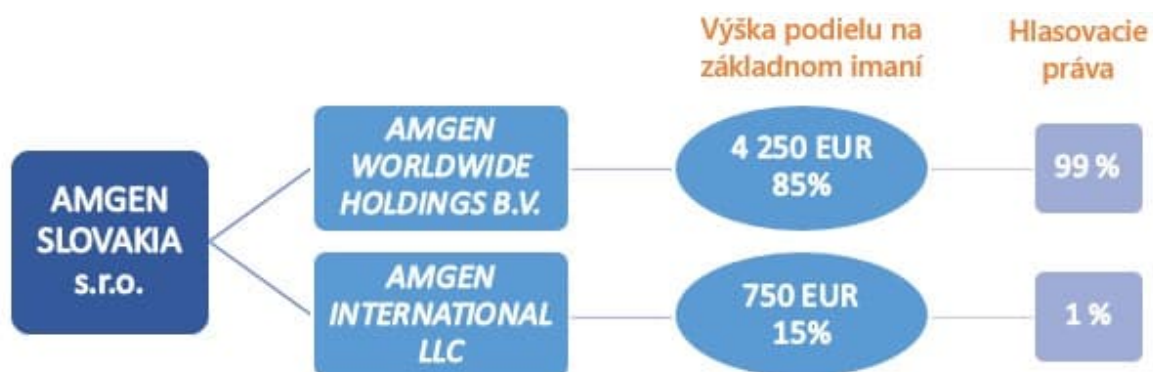 Výška podielu na
základnom imaní
Hlasovacie
práva
AMGEN
SLOVAKIA
s.r.o.
AMGEN
WORLDWIDE
HOLDINGS B.V.
4 250 EUR
85%
99 %
AMGEN
INTERNATIONAL
LLC
750 EUR
15%
1 %